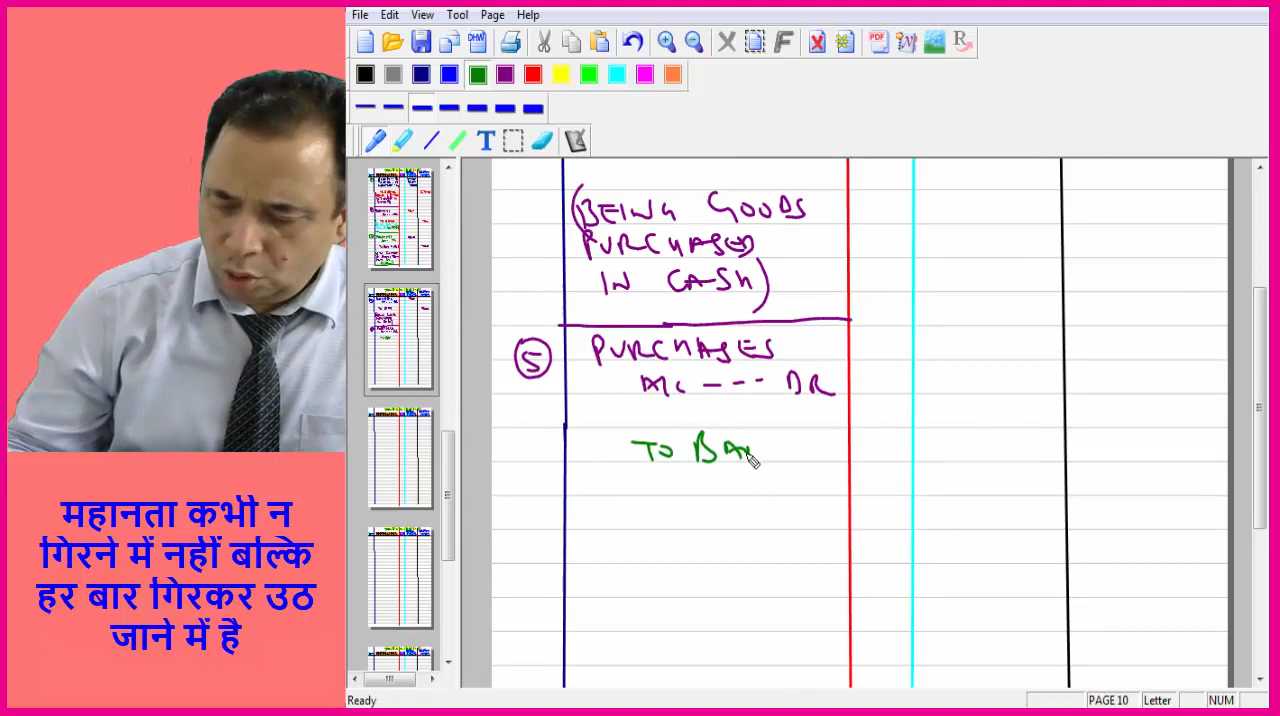 File Edit View Tool Page Help
(BEING GOODS
PURCHASED
IN CASH)
5 PURCHASES
A/C --- DR
TO BAN
महानता कभी न
गिरने में नहीं बल्कि
हर बार गिरकर उठ
जाने में है
Ready PAGE 10 Letter NUM